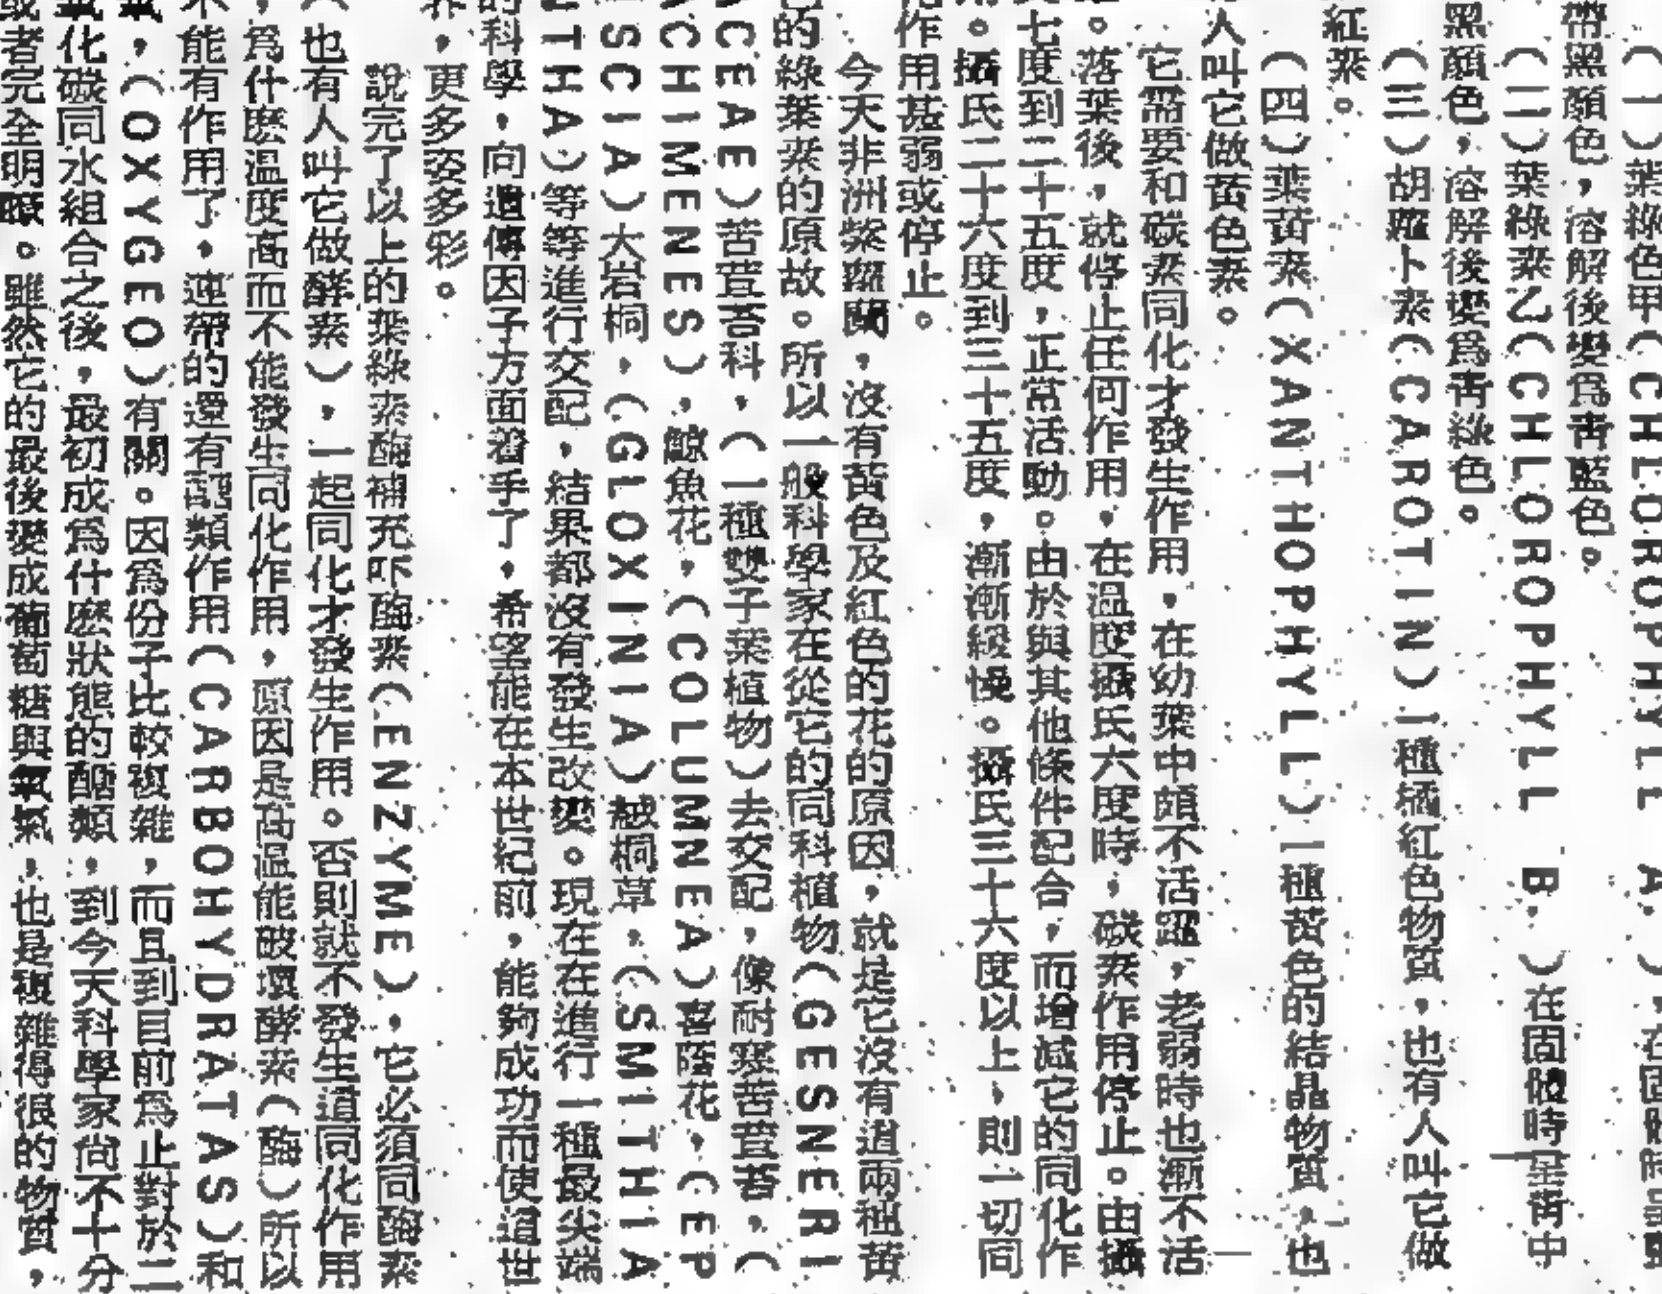 （一）葉綠色甲（CHLOROPHYLL A.），在固體時呈
帶黑顏色，溶解後變爲靑藍色。
（二）葉綠素乙（CHLOROPHYLL B.）在固體時呈靑中
黑顏色，溶解後變爲靑綠色。
（三）胡蘿卜素（CAROTIN）一種橘紅色物質，也有人叫它做
紅素。
（四）葉黃素（XANTHOPHYLL）一種黃色的結晶物質，也
人叫它做黃色素。
它需要和碳素同化才發生作用，在幼葉中頗不活躍，老弱時也漸不活
。落葉後，就停止任何作用，在溫度攝氏六度時，碳素作用停止。由攝
七度到二十五度，正常活動。由於與其他條件配合，而增減它的同化作
。攝氏二十六度到三十五度，漸漸緩慢。攝氏三十六度以上，則一切同
作用甚弱或停止。
今天非洲紫羅蘭，沒有黃色及紅色的花的原因，就是它沒有這兩種黃
的綠葉素的原故。所以一般科學家在從它的同科植物（GESNERI
ACEAE）苦苣苔科，（一種雙子葉植物）去交配，像耐寒苦苣苔，（
ACHIMENES），鯨魚花，（COLUMNEA）喜蔭花，（EP
ISCIA）大岩桐，（GLOXINIA）越桐草，（SMITHIA
NTHA）等等進行交配，結果都沒有發生改變。現在在進行一種最尖端
的科學，向遺傳因子方面着手了，希望能在本世紀前，能夠成功而使這世
界，更多姿多彩。
說完了以上的葉綠素酶補充吓酶素（ENZYME），它必須同酶素
（也有人叫它做酵素），一起同化才發生作用。否則就不發生這同化作用
，爲什麽溫度高而不能發生同化作用，原因是高溫能破壞酵素（酶）所以
不能有作用了，連帶的還有醣類作用（CARBOHYDRATAS）和
氧，（OXYGEO）有關。因爲份子比較複雜，而且到目前爲止對於二
氧化碳同水組合之後，最初成爲什麽狀態的醣類，到今天科學家尙不十分
或者完全明瞭。雖然它的最後變成葡萄糖與氧氣，也是複雜得很的物質，